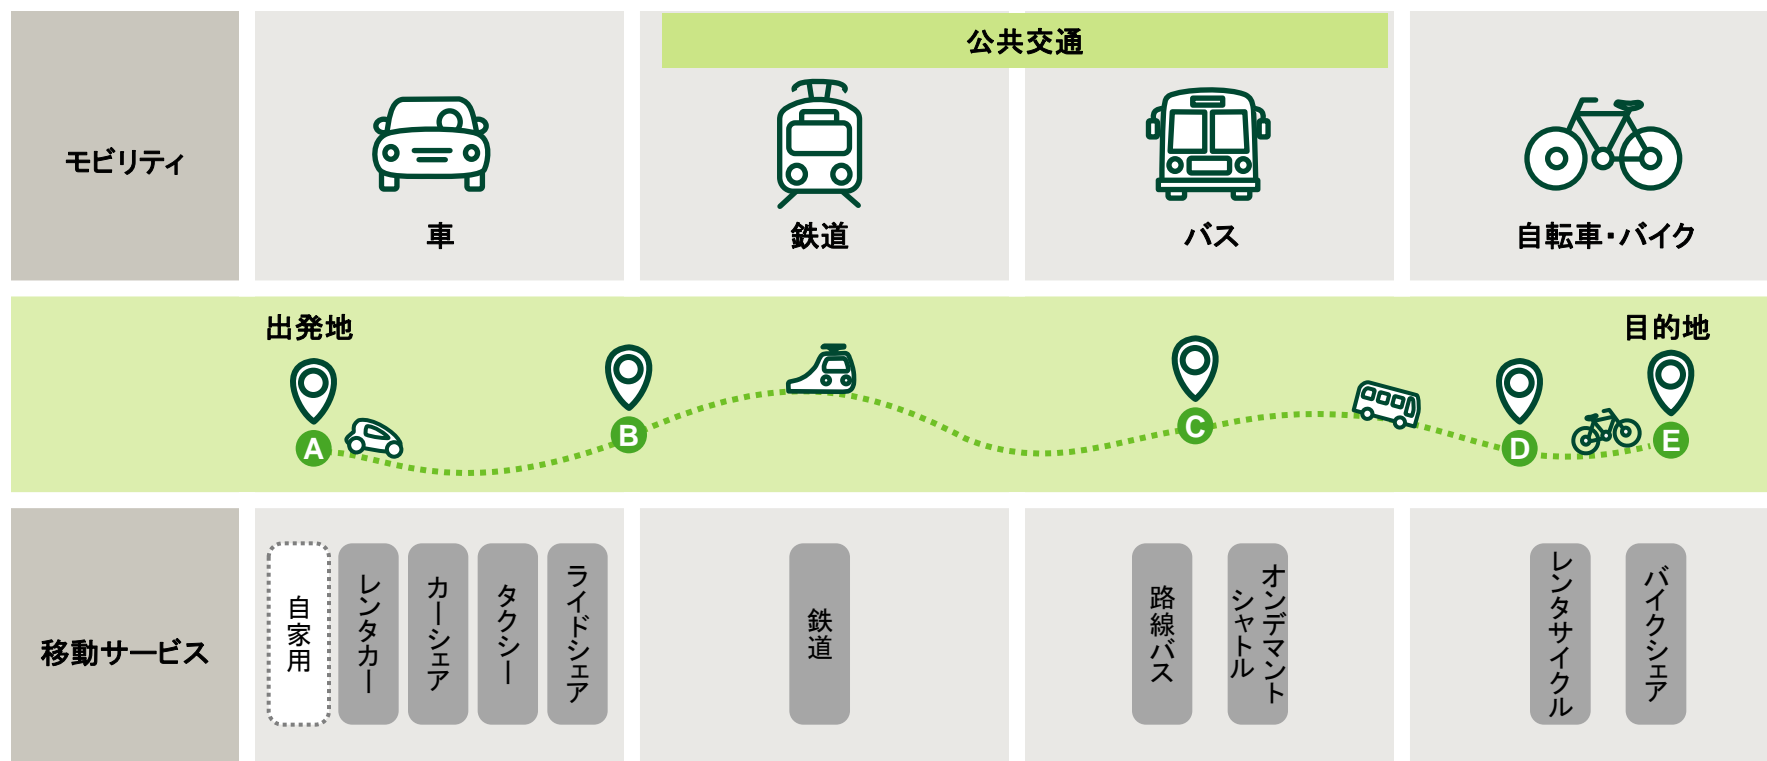 公共交通
モビリティ
車
鉄道
バス
自転車・バイク
出発地
目的地
A
B
C
D
E
移動サービス
自家用
レンタカー
カーシェア
タクシー
ライドシェア
鉄道
路線バス
オンデマンド
シャトル
レンタサイクル
バイクシェア